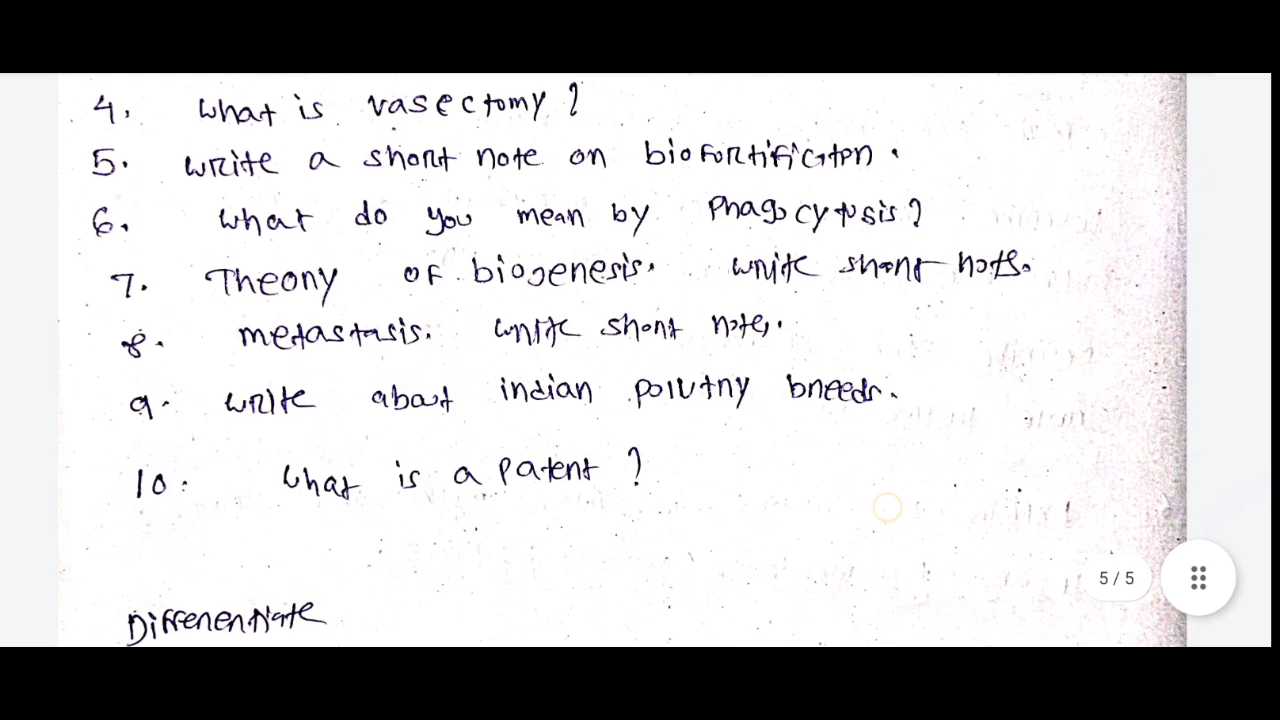 4. What is vasectomy?
5. write a short note on biofortificaton.
6. What do you mean by Phagocytosis?
7. Theory of biogenesis. write short note.
8. metastasis. write short note.
9. write about indian polutry breeds.
10. What is a patent?
5 / 5
Differentiate